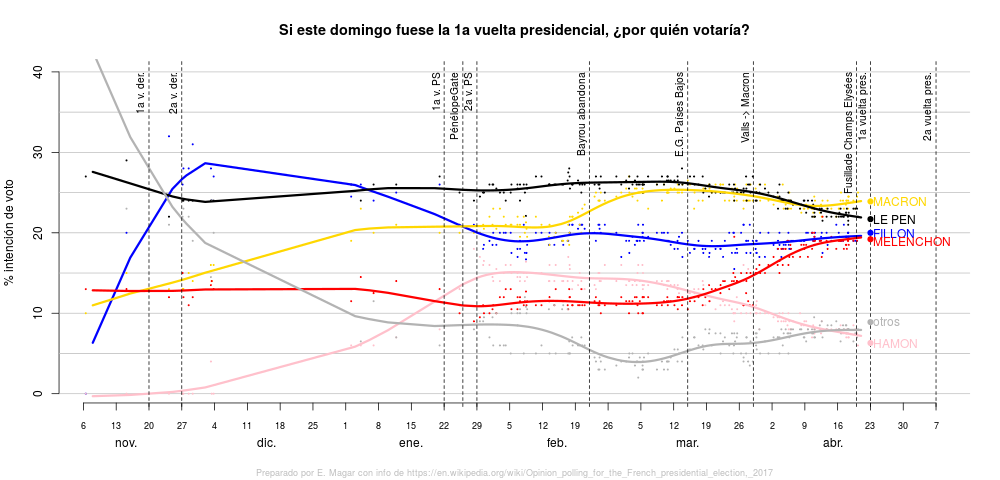 Si este domingo fuese la 1a vuelta presidencial, ¿por quién votaría?
% intención de voto
40
30
20
10
0
1a v. der.
2a v. der.
1a v. PS
PénélopeGate
2a v. PS
Bayrou abandona
E.G. Países Bajos
Valls -> Macron
Fusillade Champs Elysées
1a vuelta pres.
2a vuelta pres.
MACRON
LE PEN
FILLON
MELENCHON
otros
HAMON
6 13 20 27 4 11 18 25 1 8 15 22 29 5 12 19 26 5 12 19 26 2 9 16 23 30 7
nov. dic. ene. feb. mar. abr.
Preparado por E. Magar con info de https://en.wikipedia.org/wiki/Opinion_polling_for_the_French_presidential_election,_2017